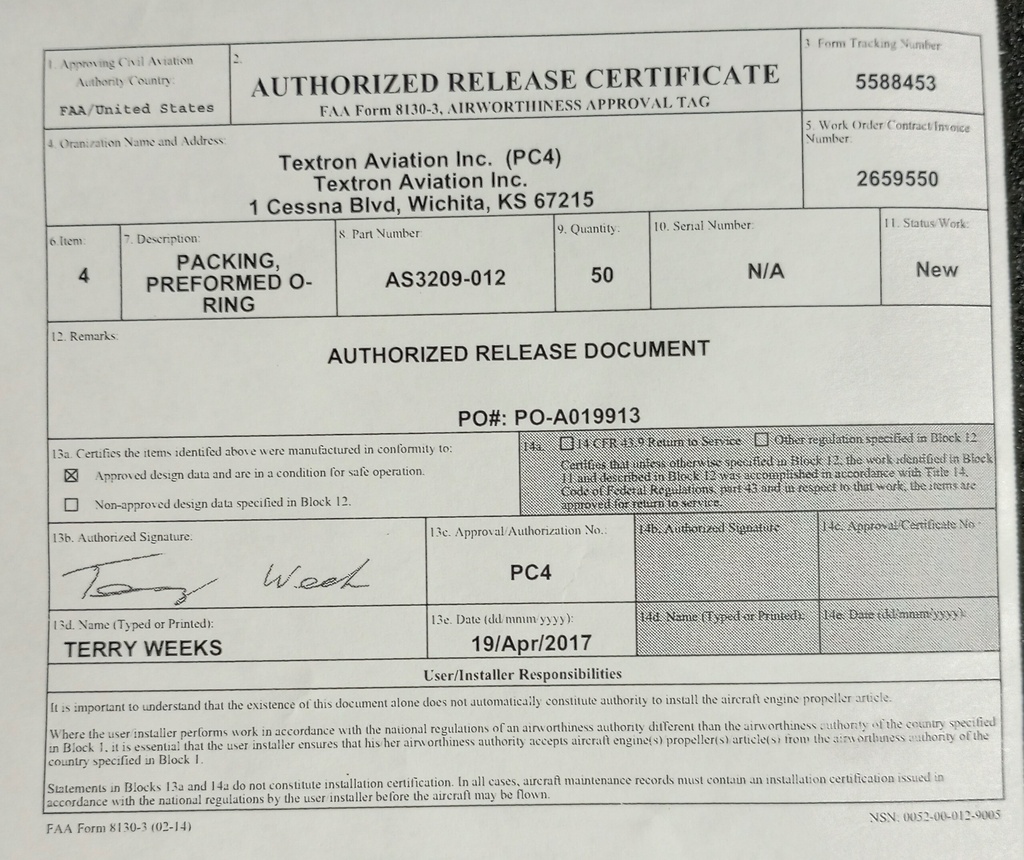 1. Approving Civil Aviation
Authority Country:
FAA/United States
2.
AUTHORIZED RELEASE CERTIFICATE
FAA Form 8130-3, AIRWORTHINESS APPROVAL TAG
3. Form Tracking Number
5588453
4. Oranization Name and Address:
Textron Aviation Inc. (PC4)
Textron Aviation Inc.
1 Cessna Blvd, Wichita, KS 67215
5. Work Order Contract/Invoice
Number:
2659550
6. Item:
4
7. Description:
PACKING,
PREFORMED O-
RING
8. Part Number:
AS3209-012
9. Quantity:
50
10. Serial Number:
N/A
11. Status/Work:
New
12. Remarks:
AUTHORIZED RELEASE DOCUMENT
PO#: PO-A019913
13a. Certifies the items identifed above were manufactured in conformity to:
Approved design data and are in a condition for safe operation.
Non-approved design data specified in Block 12.
14a. 14 CFR 43.9 Return to Service Other regulation specified in Block 12
Certifies that unless otherwise specified in Block 12, the work identified in Block
11 and described in Block 12 was accomplished in accordance with Title 14,
Code of Federal Regulations, part 43 and in respect to that work, the items are
approved for return to service.
13b. Authorized Signature:
Terry Week
13c. Approval/Authorization No.:
PC4
14b. Authorized Signature
14c. Approval/Certificate No.:
13d. Name (Typed or Printed):
TERRY WEEKS
13e. Date (dd/mmm/yyyy):
19/Apr/2017
14d. Name (Typed or Printed):
14e. Date (dd/mmm/yyyy):
User/Installer Responsibilities
It is important to understand that the existence of this document alone does not automatically constitute authority to install the aircraft engine propeller article.
Where the user installer performs work in accordance with the national regulations of an airworthiness authority different than the airworthiness authority of the country specified
in Block 1, it is essential that the user installer ensures that his her airworthiness authority accepts aircraft engine(s) propeller(s) article(s) from the airworthiness authority of the
country specified in Block 1.
Statements in Blocks 13a and 14a do not constitute installation certification. In all cases, aircraft maintenance records must contain an installation certification issued in
accordance with the national regulations by the user installer before the aircraft may be flown.
FAA Form 8130-3 (02-14)
NSN: 0052-00-012-9005